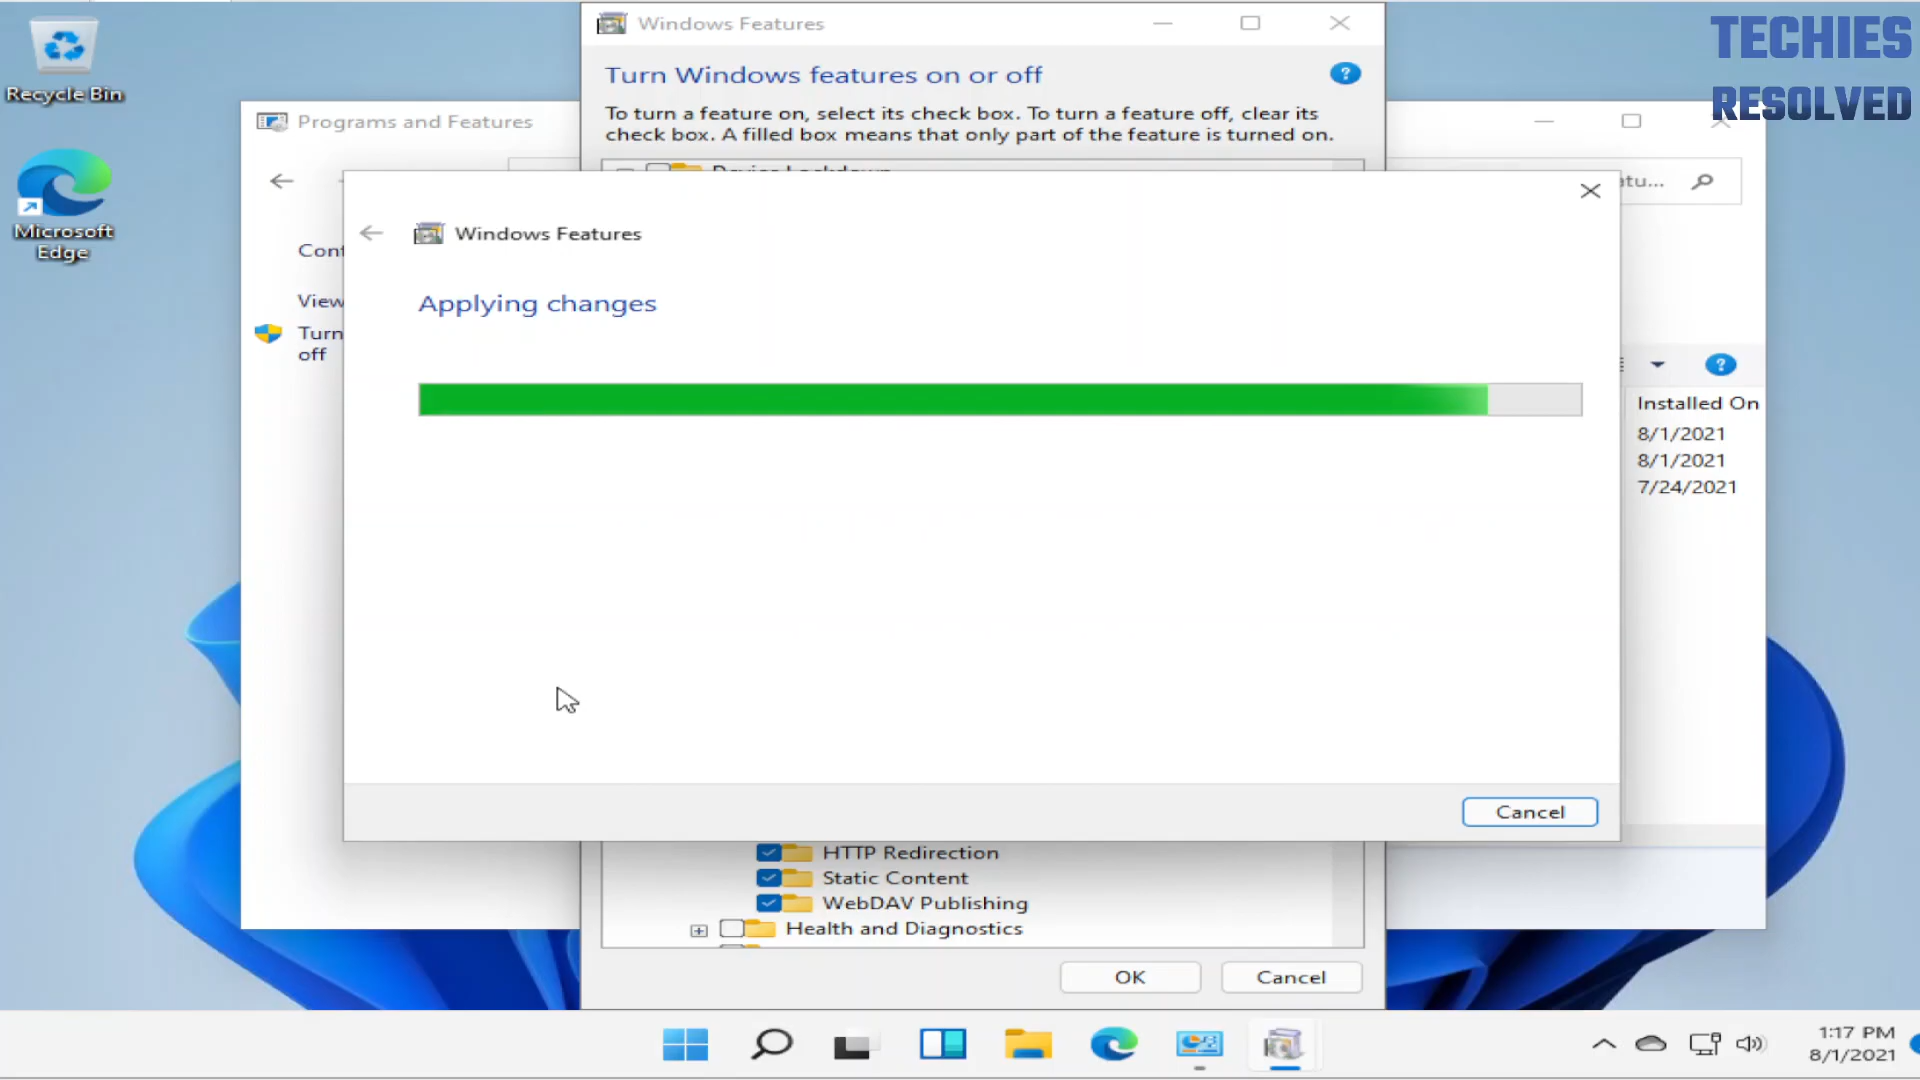 Windows Features
TECHIES
RESOLVED
Recycle Bin
Turn Windows features on or off
To turn a feature on, select its check box. To turn a feature off, clear its
check box. A filled box means that only part of the feature is turned on.
Programs and Features
Device Lockdown
atu...
Microsoft
Edge
Windows Features
Cont
Applying changes
View
Turn
off
Installed On
8/1/2021
8/1/2021
7/24/2021
Cancel
HTTP Redirection
Static Content
WebDAV Publishing
Health and Diagnostics
OK
Cancel
1:17 PM
8/1/2021